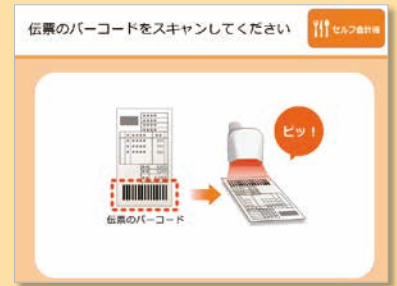 伝票のバーコードをスキャンしてください
セルフ会計機
ピッ！
伝票のバーコード